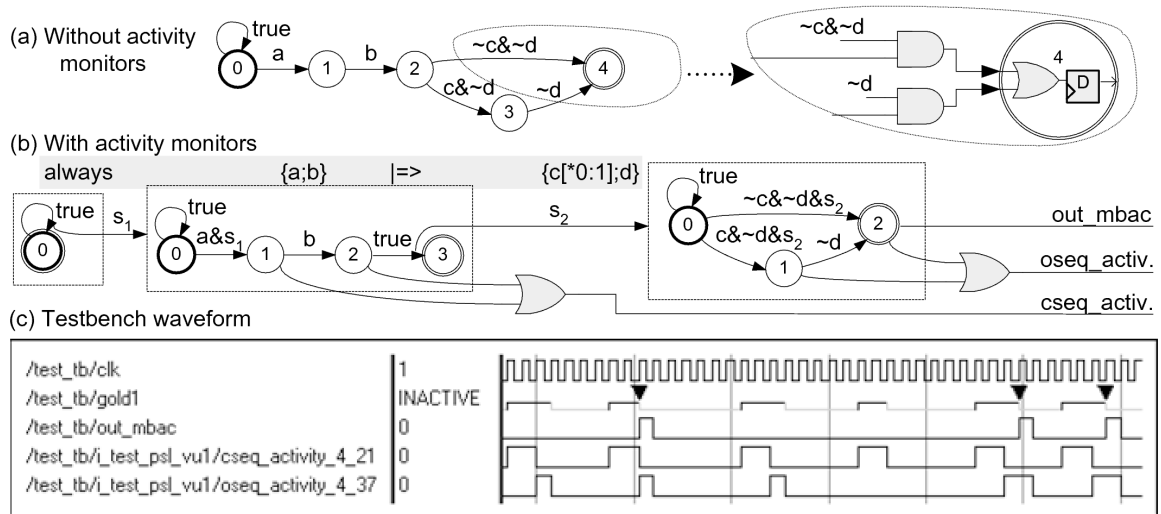 (a) Without activity
monitors
true
a
b
~c&~d
c&~d
~d
0
1
2
3
4
~c&~d
~d
4
D
(b) With activity monitors
always {a;b} |=> {c[*0:1];d}
true
s1
0
true
a&s1
b
true
0
1
2
3
s2
true
~c&~d&s2
c&~d&s2
~d
0
1
2
out_mbac
oseq_activ.
cseq_activ.
(c) Testbench waveform
/test_tb/clk 1
/test_tb/gold1 INACTIVE
/test_tb/out_mbac 0
/test_tb/i_test_psl_vu1/cseq_activity_4_21 0
/test_tb/i_test_psl_vu1/oseq_activity_4_37 0